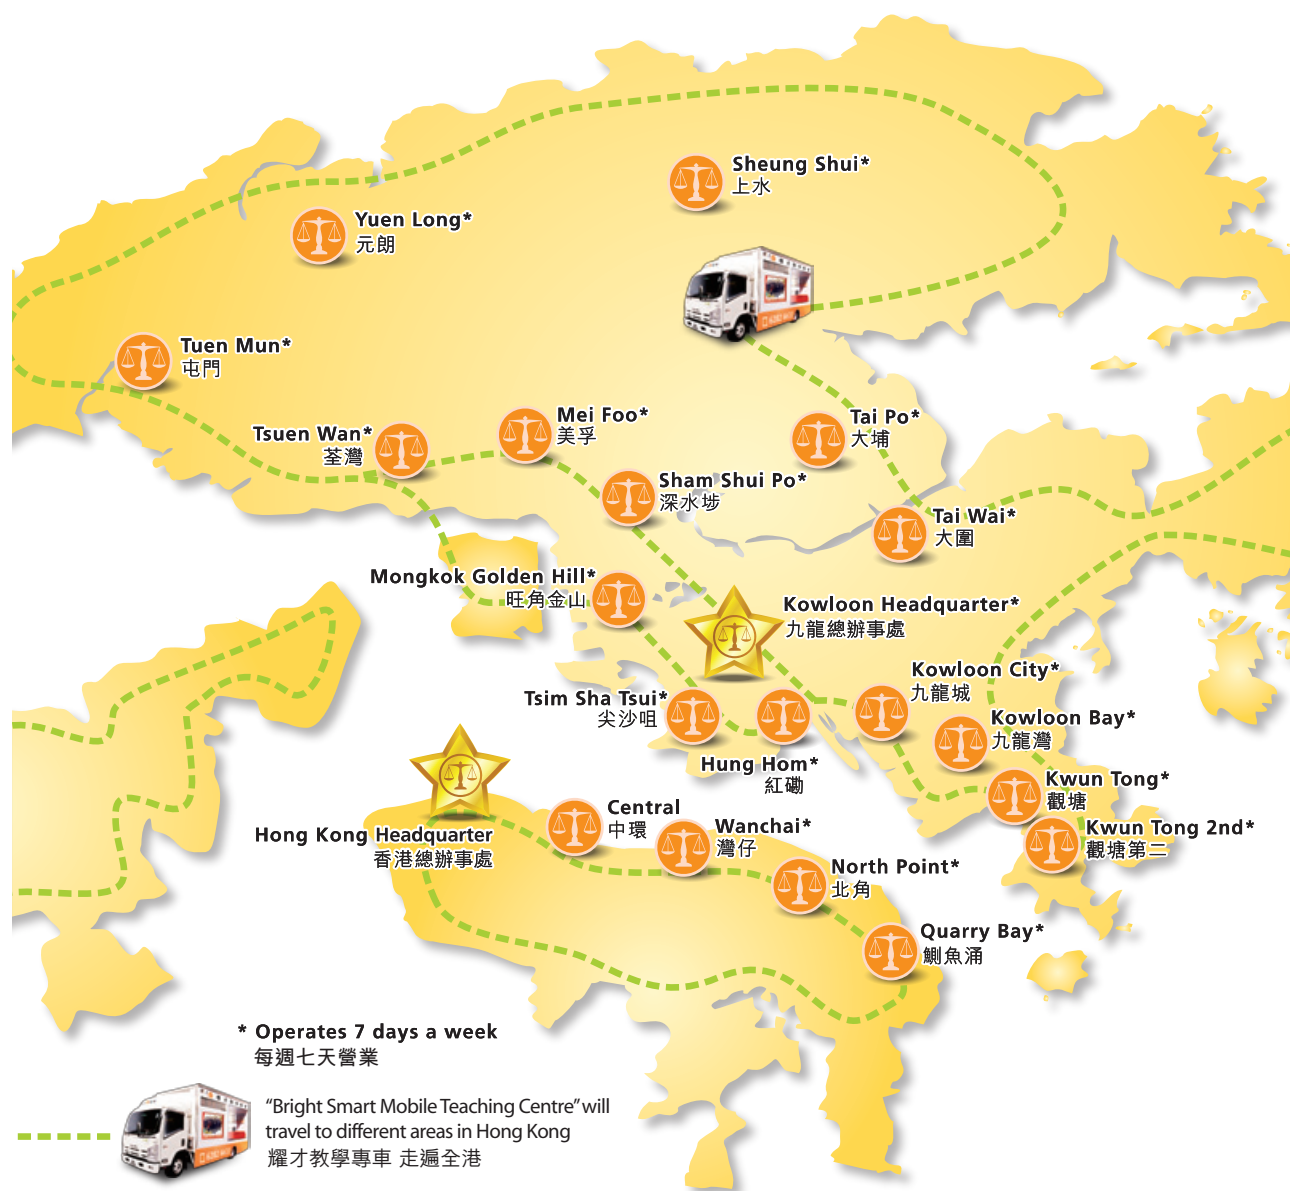 Sheung Shui*
上水
Yuen Long*
元朗
Tuen Mun*
屯門
Mei Foo*
美孚
Tai Po*
大埔
Tsuen Wan*
荃灣
Sham Shui Po*
深水埗
Tai Wai*
大圍
Mongkok Golden Hill*
旺角金山
Kowloon Headquarter*
九龍總辦事處
Kowloon City*
九龍城
Tsim Sha Tsui*
尖沙咀
Kowloon Bay*
九龍灣
Hung Hom*
紅磡
Kwun Tong*
觀塘
Central
中環
Wanchai*
灣仔
Kwun Tong 2nd*
觀塘第二
Hong Kong Headquarter
香港總辦事處
North Point*
北角
Quarry Bay*
鰂魚涌
* Operates 7 days a week
每週七天營業
“Bright Smart Mobile Teaching Centre” will
travel to different areas in Hong Kong
耀才教學專車 走遍全港